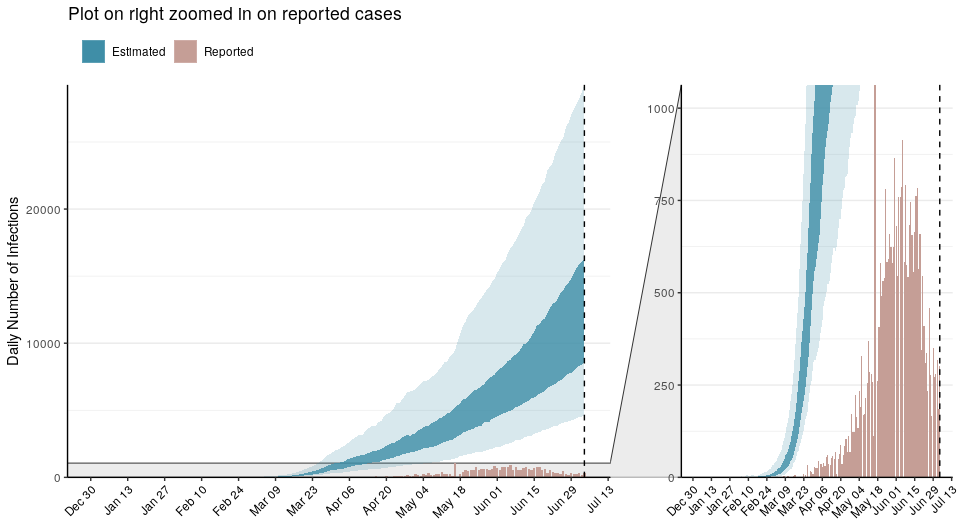 Plot on right zoomed in on reported cases
Estimated Reported
Daily Number of Infections
20000
10000
0
Dec 30 Jan 13 Jan 27 Feb 10 Feb 24 Mar 09 Mar 23 Apr 06 Apr 20 May 04 May 18 Jun 01 Jun 15 Jun 29 Jul 13
1000
750
500
250
0
Dec 30 Jan 13 Jan 27 Feb 10 Feb 24 Mar 09 Mar 23 Apr 06 Apr 20 May 04 May 18 Jun 01 Jun 15 Jun 29 Jul 13